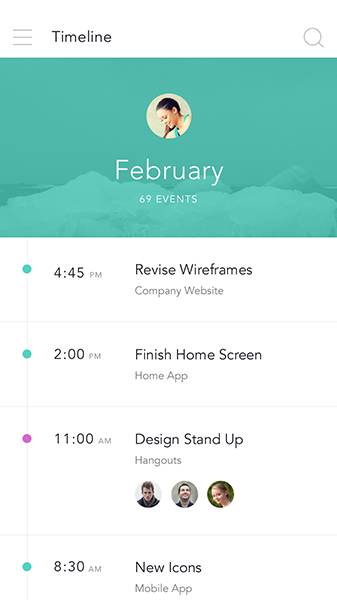 Timeline
February
69 EVENTS
4:45 PM
Revise Wireframes
Company Website
2:00 PM
Finish Home Screen
Home App
11:00 AM
Design Stand Up
Hangouts
8:30 AM
New Icons
Mobile App